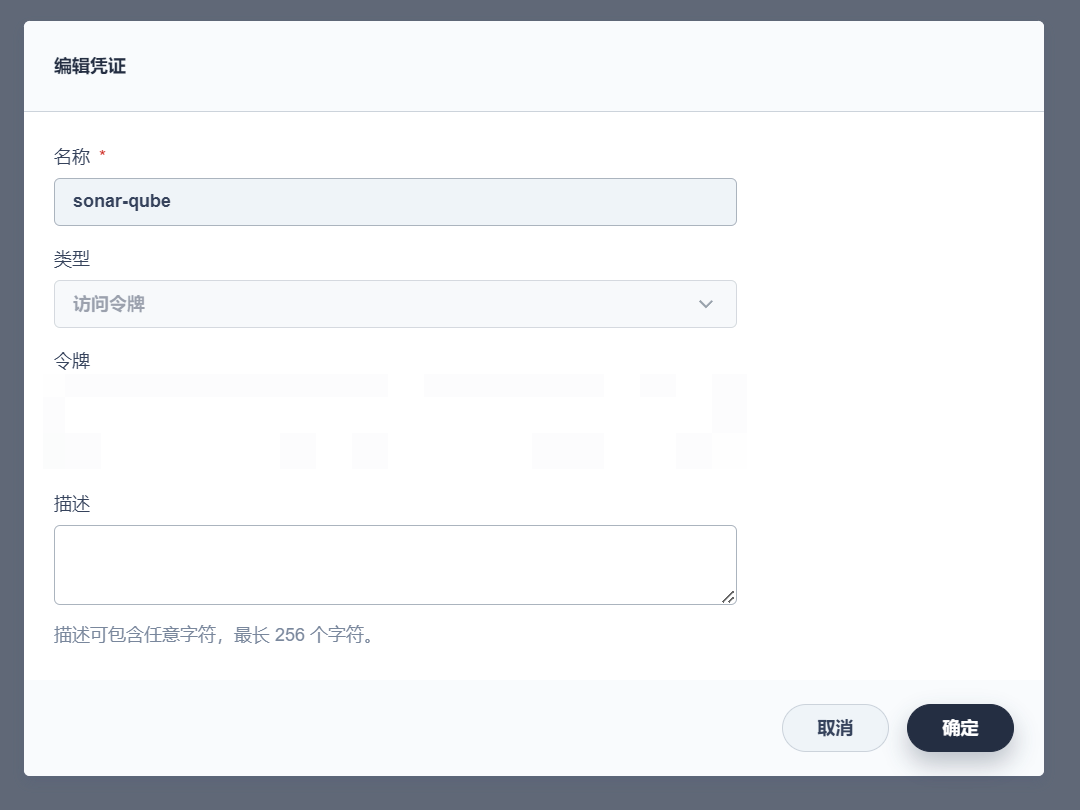 编辑凭证
名称 *
sonar-qube
类型
访问令牌
令牌
描述
描述可包含任意字符，最长 256 个字符。
取消
确定